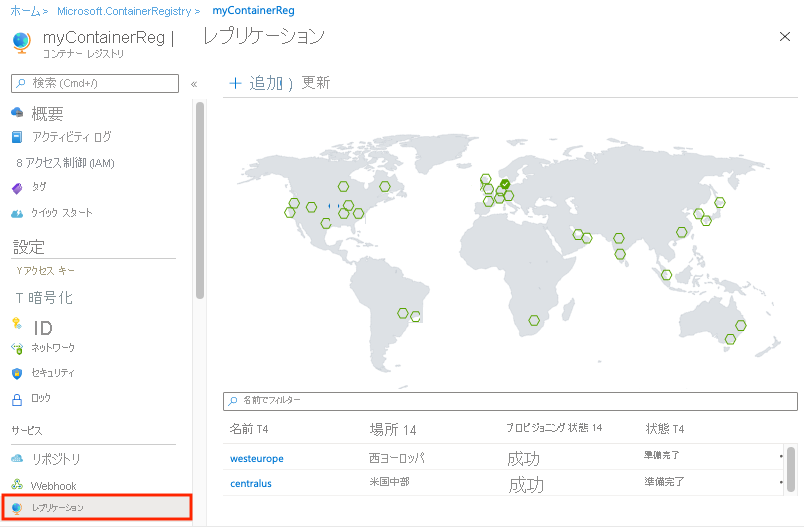 ホーム> Microsoft.ContainerRegistry > myContainerReg
myContainerReg |
レプリケーション
コンテナー レジストリ
検索 (Cmd+/)
«
+ 追加) 更新
概要
アクティビティ ログ
8 アクセス制御 (IAM)
タグ
クイック スタート
設定
Y アクセス キー
T 暗号化
ID
ネットワーク
セキュリティ
ロック
サービス
リポジトリ
Webhook
レプリケーション
名前でフィルター
名前 T4 場所 14 プロビジョニング 状態 14 状態 T4
westeurope 西ヨーロッパ 成功 準備完了
centralus 米国中部 成功 準備完了